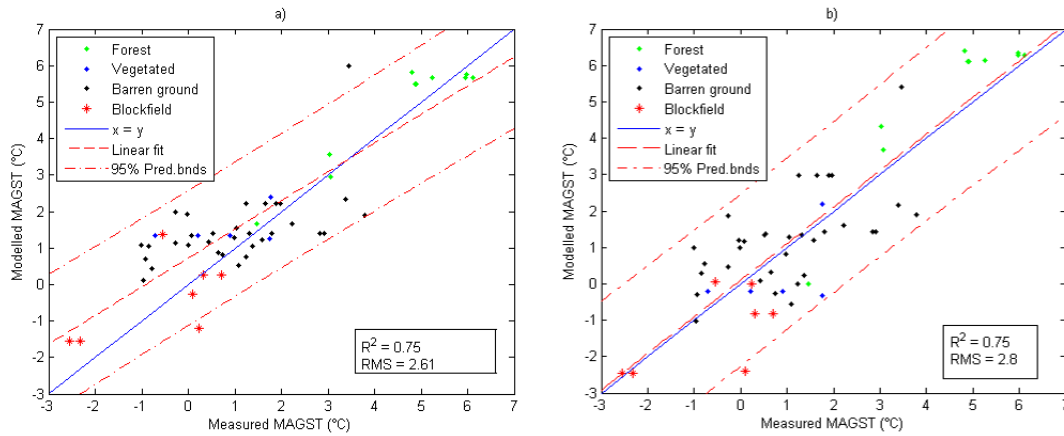 a)
7
6
5
4
3
2
1
0
-1
-2
-3
Modelled MAGST (°C)
Forest
Vegetated
Barren ground
Blockfield
x = y
Linear fit
95% Pred.bnds
R² = 0.75
RMS = 2.61
-3 -2 -1 0 1 2 3 4 5 6 7
Measured MAGST (°C)
b)
7
6
5
4
3
2
1
0
-1
-2
-3
Modelled MAGST (°C)
Forest
Vegetated
Barren ground
Blockfield
x = y
Linear fit
95% Pred.bnds
R² = 0.75
RMS = 2.8
-3 -2 -1 0 1 2 3 4 5 6 7
Measured MAGST (°C)